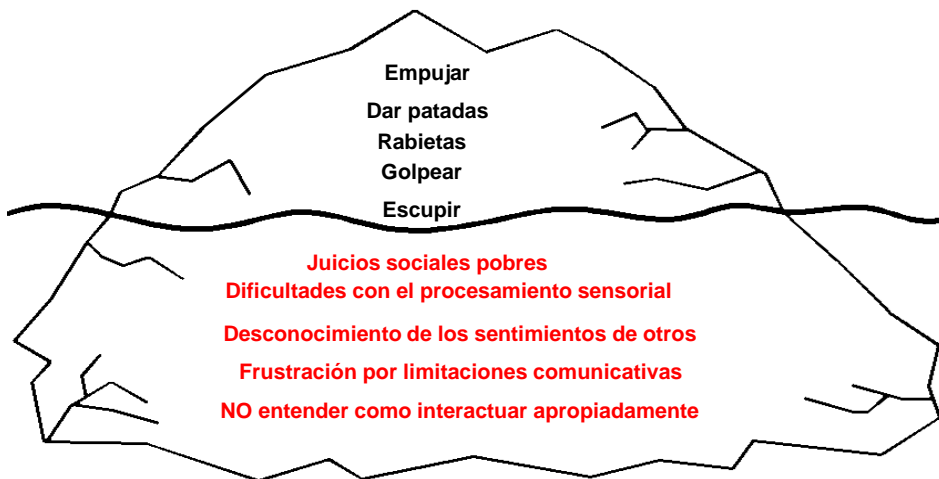 Empujar
Dar patadas
Rabietas
Golpear
Escupir
Juicios sociales pobres
Dificultades con el procesamiento sensorial
Desconocimiento de los sentimientos de otros
Frustración por limitaciones comunicativas
NO entender como interactuar apropiadamente